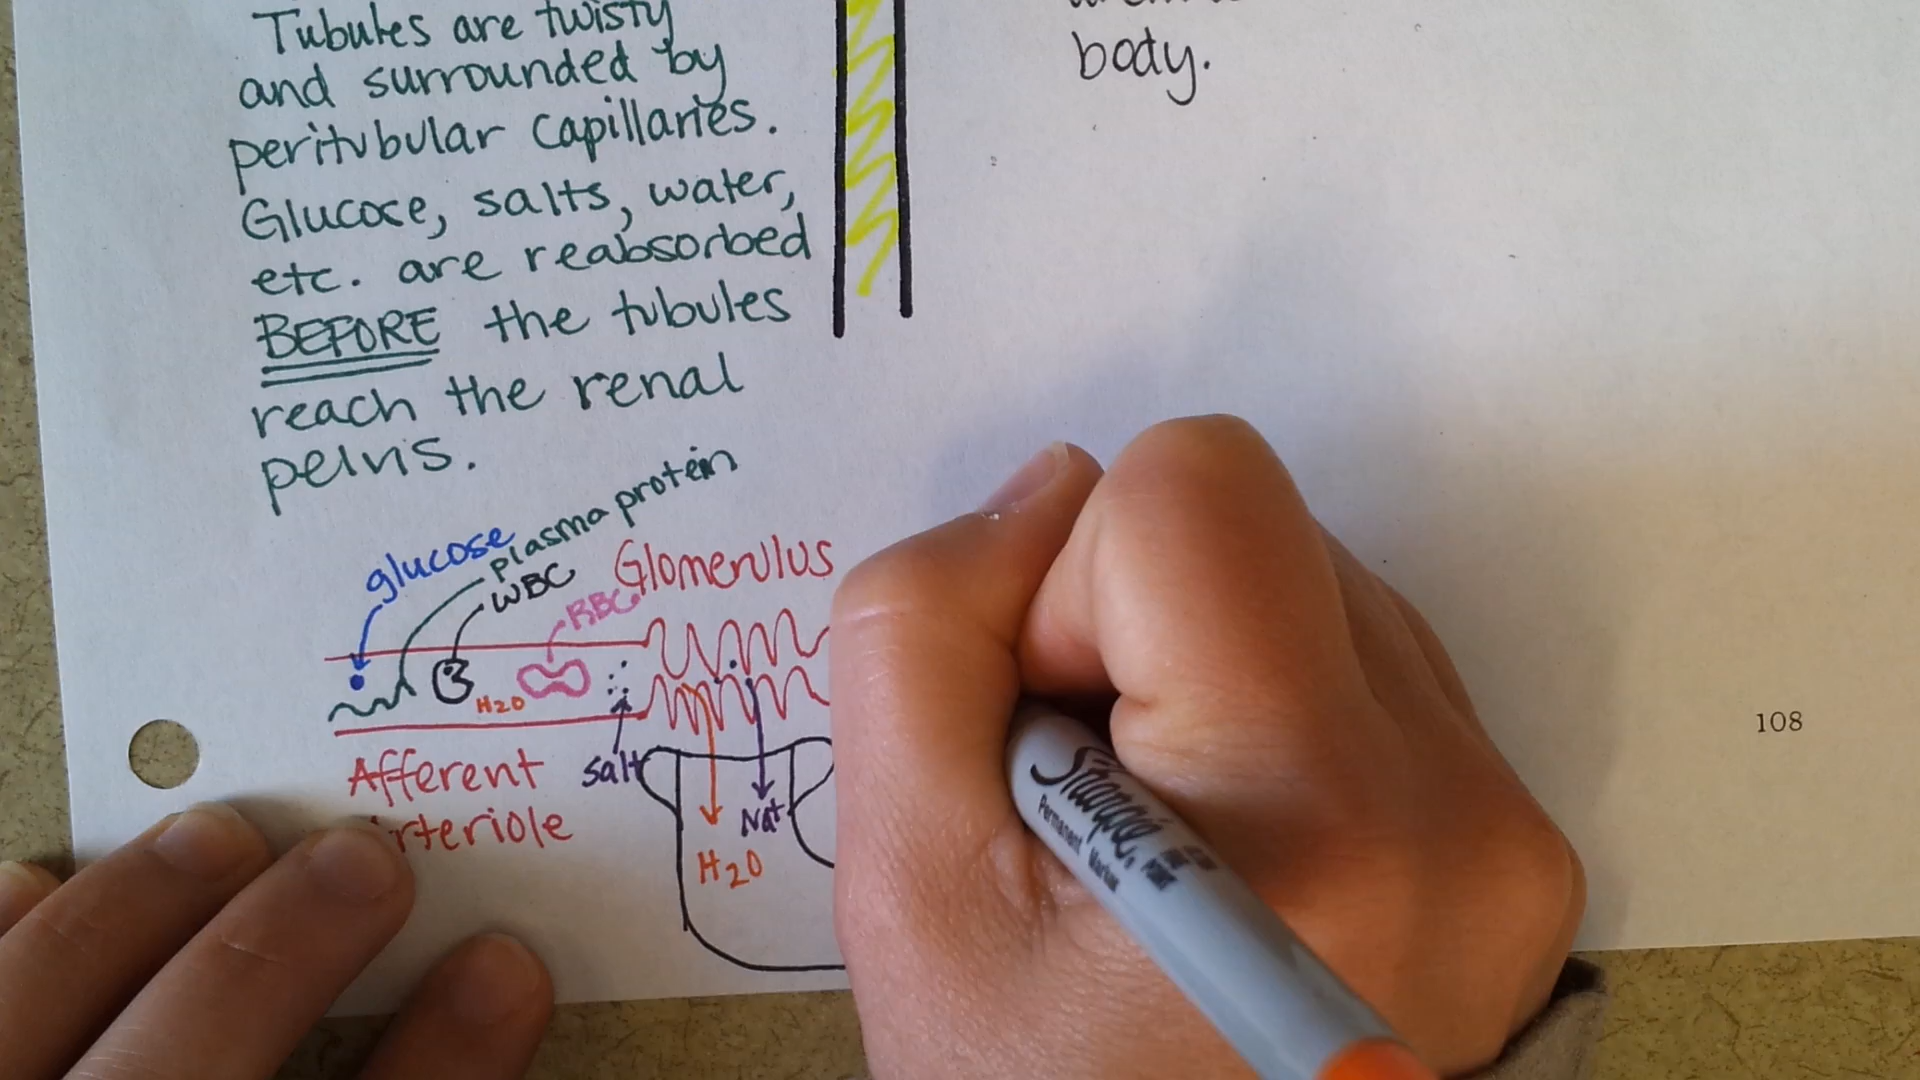 Tubules are twisty
and surrounded by
peritubular capillaries.
Glucose, salts, water,
etc. are reabsorbed
BEFORE the tubules
reach the renal
pelvis.
body.
glucose
plasma protein
WBC
RBC
Glomerulus
H2O
Afferent
salt
Na+
H2O
Sharpie
Permanent Marker
108